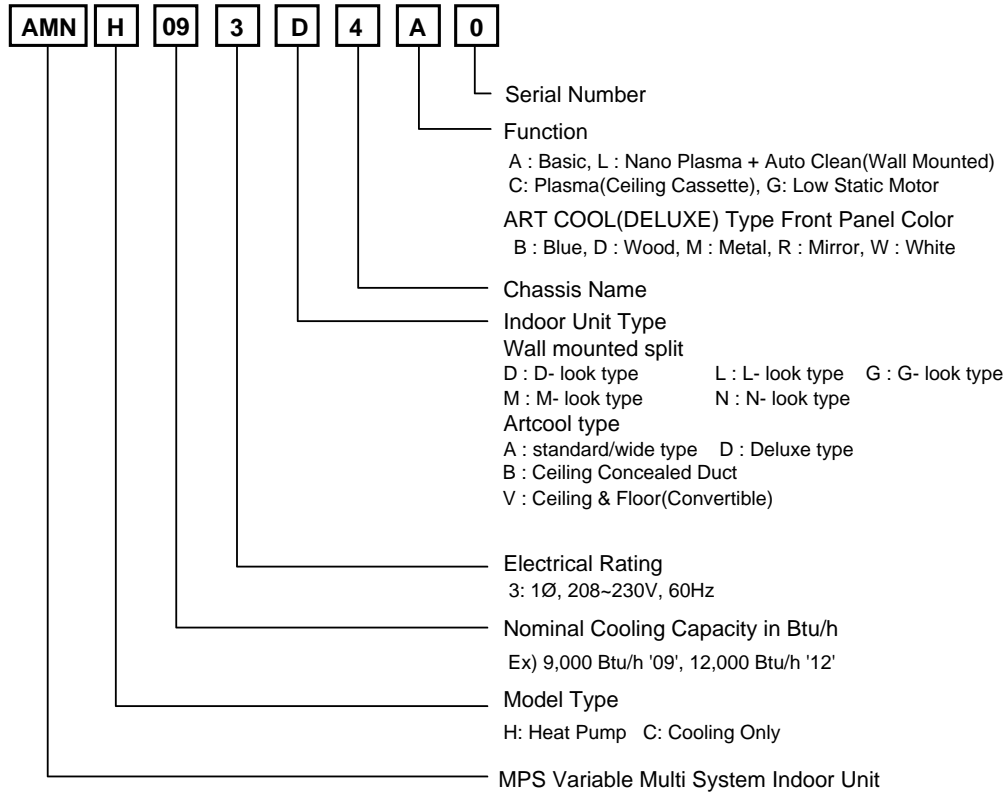 AMN H 09 3 D 4 A 0
Serial Number
Function
A : Basic, L : Nano Plasma + Auto Clean(Wall Mounted)
C: Plasma(Ceiling Cassette), G: Low Static Motor
ART COOL(DELUXE) Type Front Panel Color
B : Blue, D : Wood, M : Metal, R : Mirror, W : White
Chassis Name
Indoor Unit Type
Wall mounted split
D : D- look type L : L- look type G : G- look type
M : M- look type N : N- look type
Artcool type
A : standard/wide type D : Deluxe type
B : Ceiling Concealed Duct
V : Ceiling & Floor(Convertible)
Electrical Rating
3: 1Ø, 208~230V, 60Hz
Nominal Cooling Capacity in Btu/h
Ex) 9,000 Btu/h '09', 12,000 Btu/h '12'
Model Type
H: Heat Pump C: Cooling Only
MPS Variable Multi System Indoor Unit